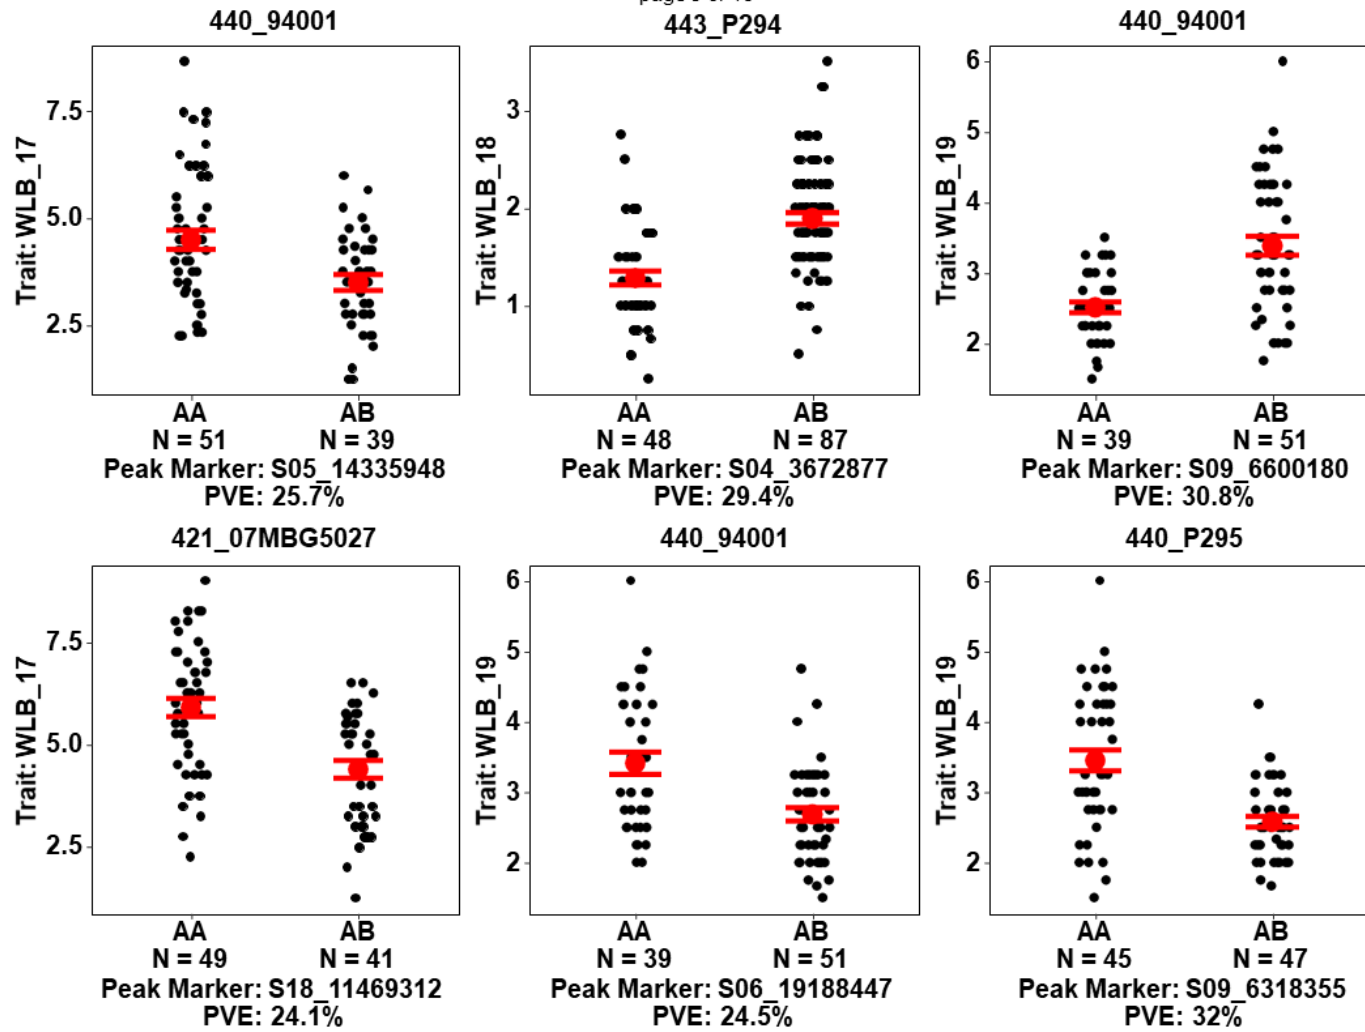 440_94001
Trait: WLB_17
7.5
5.0
2.5
AA AB
N = 51 N = 39
Peak Marker: S05_14335948
PVE: 25.7%
443_P294
Trait: WLB_18
3
2
1
AA AB
N = 48 N = 87
Peak Marker: S04_3672877
PVE: 29.4%
440_94001
Trait: WLB_19
6
5
4
3
2
AA AB
N = 39 N = 51
Peak Marker: S09_6600180
PVE: 30.8%
421_07MBG5027
Trait: WLB_17
7.5
5.0
2.5
AA AB
N = 49 N = 41
Peak Marker: S18_11469312
PVE: 24.1%
440_94001
Trait: WLB_19
6
5
4
3
2
AA AB
N = 39 N = 51
Peak Marker: S06_19188447
PVE: 24.5%
440_P295
Trait: WLB_19
6
5
4
3
2
AA AB
N = 45 N = 47
Peak Marker: S09_6318355
PVE: 32%